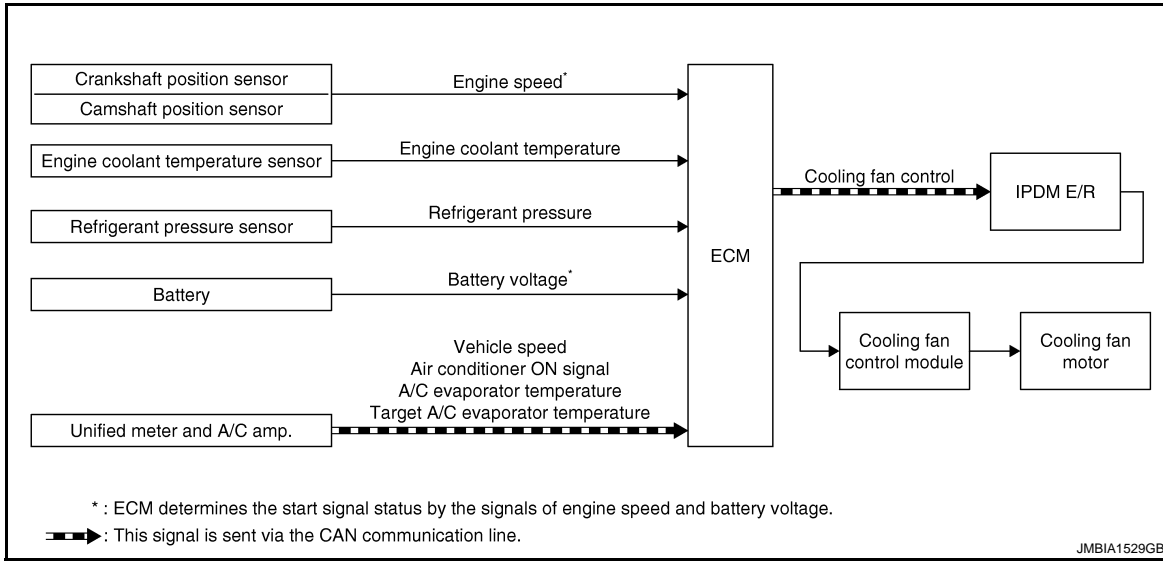 Crankshaft position sensor
Camshaft position sensor
Engine speed*
Engine coolant temperature sensor
Engine coolant temperature
Refrigerant pressure sensor
Refrigerant pressure
Battery
Battery voltage*
Unified meter and A/C amp.
Vehicle speed
Air conditioner ON signal
A/C evaporator temperature
Target A/C evaporator temperature
ECM
Cooling fan control
IPDM E/R
Cooling fan
control module
Cooling fan
motor
* : ECM determines the start signal status by the signals of engine speed and battery voltage.
: This signal is sent via the CAN communication line.
JMBIA1529GB